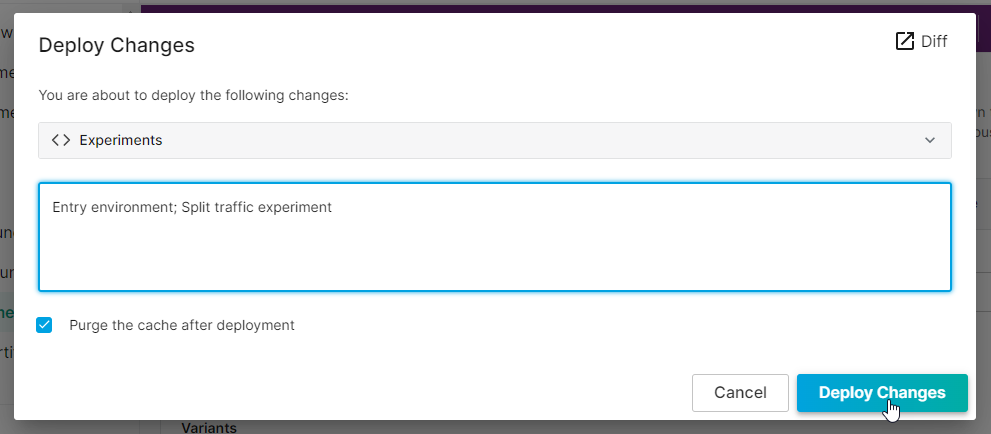 Deploy Changes
Diff
You are about to deploy the following changes:
Experiments
Entry environment; Split traffic experiment
Purge the cache after deployment
Cancel
Deploy Changes
Variants